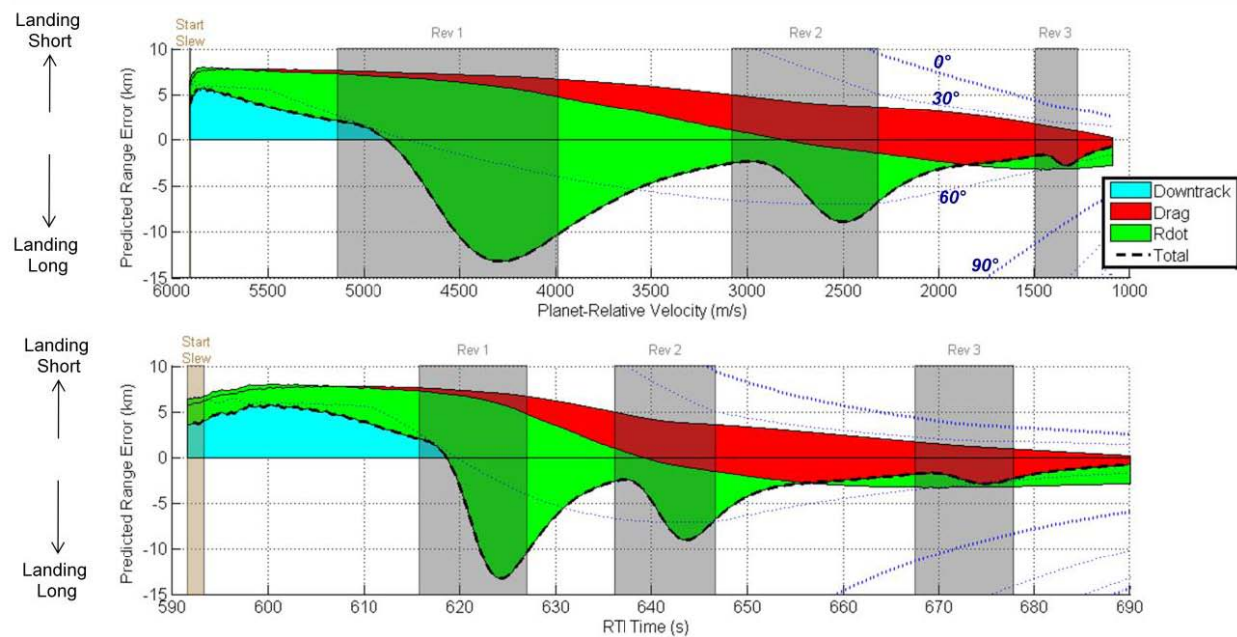 Landing
Short
Landing
Long
Start
Slew
Rev 1
Rev 2
Rev 3
Predicted Range Error (km)
10
5
0
-5
-10
-15
0°
30°
60°
90°
Downtrack
Drag
Rdot
Total
6000
5500
5000
4500
4000
3500
3000
2500
2000
1500
1000
Planet-Relative Velocity (m/s)
Landing
Short
Landing
Long
Start
Slew
Rev 1
Rev 2
Rev 3
Predicted Range Error (km)
10
5
0
-5
-10
-15
590
600
610
620
630
640
650
660
670
680
690
RTI Time (s)